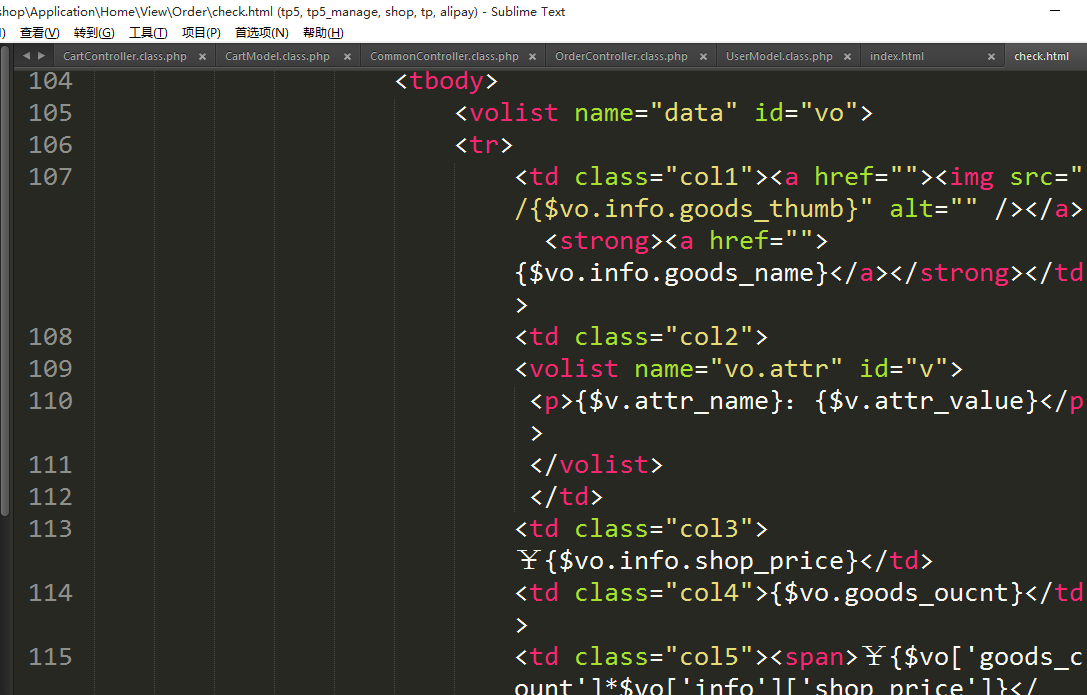 shop\Application\Home\View\Order\check.html (tp5, tp5_manage, shop, tp, alipay) - Sublime Text
查看(V) 转到(G) 工具(T) 项目(P) 首选项(N) 帮助(H)
CartController.class.php × CartModel.class.php × CommonController.class.php × OrderController.class.php × UserModel.class.php × index.html × check.html
104 <tbody>
105 <volist name="data" id="vo">
106 <tr>
107 <td class="col1"><a href=""><img src="
/{$vo.info.goods_thumb}" alt="" /></a>
<strong><a href="">
{$vo.info.goods_name}</a></strong></td
>
108 <td class="col2">
109 <volist name="vo.attr" id="v">
110 <p>{$v.attr_name}：{$v.attr_value}</p
>
111 </volist>
112 </td>
113 <td class="col3">
￥{$vo.info.shop_price}</td>
114 <td class="col4">{$vo.goods_oucnt}</td
>
115 <td class="col5"><span>￥{$vo['goods_c
ount']*$vo['info']['shop_price']}</